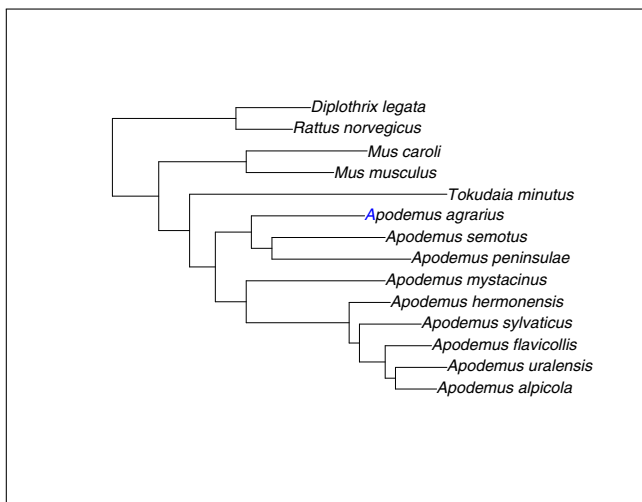 Diplothrix legata
Rattus norvegicus
Mus caroli
Mus musculus
Tokudaia minutus
Apodemus agrarius
Apodemus semotus
Apodemus peninsulae
Apodemus mystacinus
Apodemus hermonensis
Apodemus sylvaticus
Apodemus flavicollis
Apodemus uralensis
Apodemus alpicola